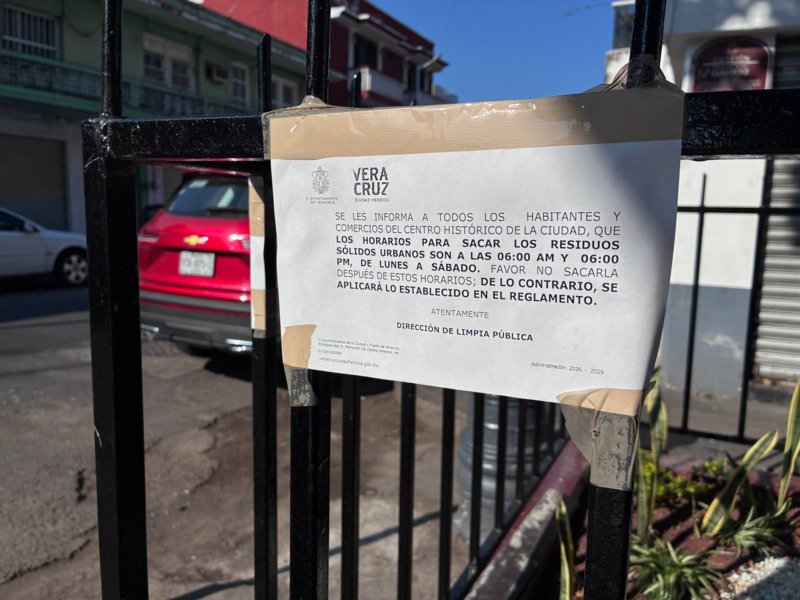 H. AYUNTAMIENTO
DE VERACRUZ
VERA
CRUZ
CIUDAD HEROICA
SE LES INFORMA A TODOS LOS HABITANTES Y
COMERCIOS DEL CENTRO HISTÓRICO DE LA CIUDAD, QUE
LOS HORARIOS PARA SACAR LOS RESIDUOS
SÓLIDOS URBANOS SON A LAS 06:00 AM Y 06:00
PM, DE LUNES A SÁBADO. FAVOR NO SACARLA
DESPUÉS DE ESTOS HORARIOS; DE LO CONTRARIO, SE
APLICARÁ LO ESTABLECIDO EN EL REGLAMENTO.
ATENTAMENTE
DIRECCIÓN DE LIMPIA PÚBLICA
Administración 2026 - 2029